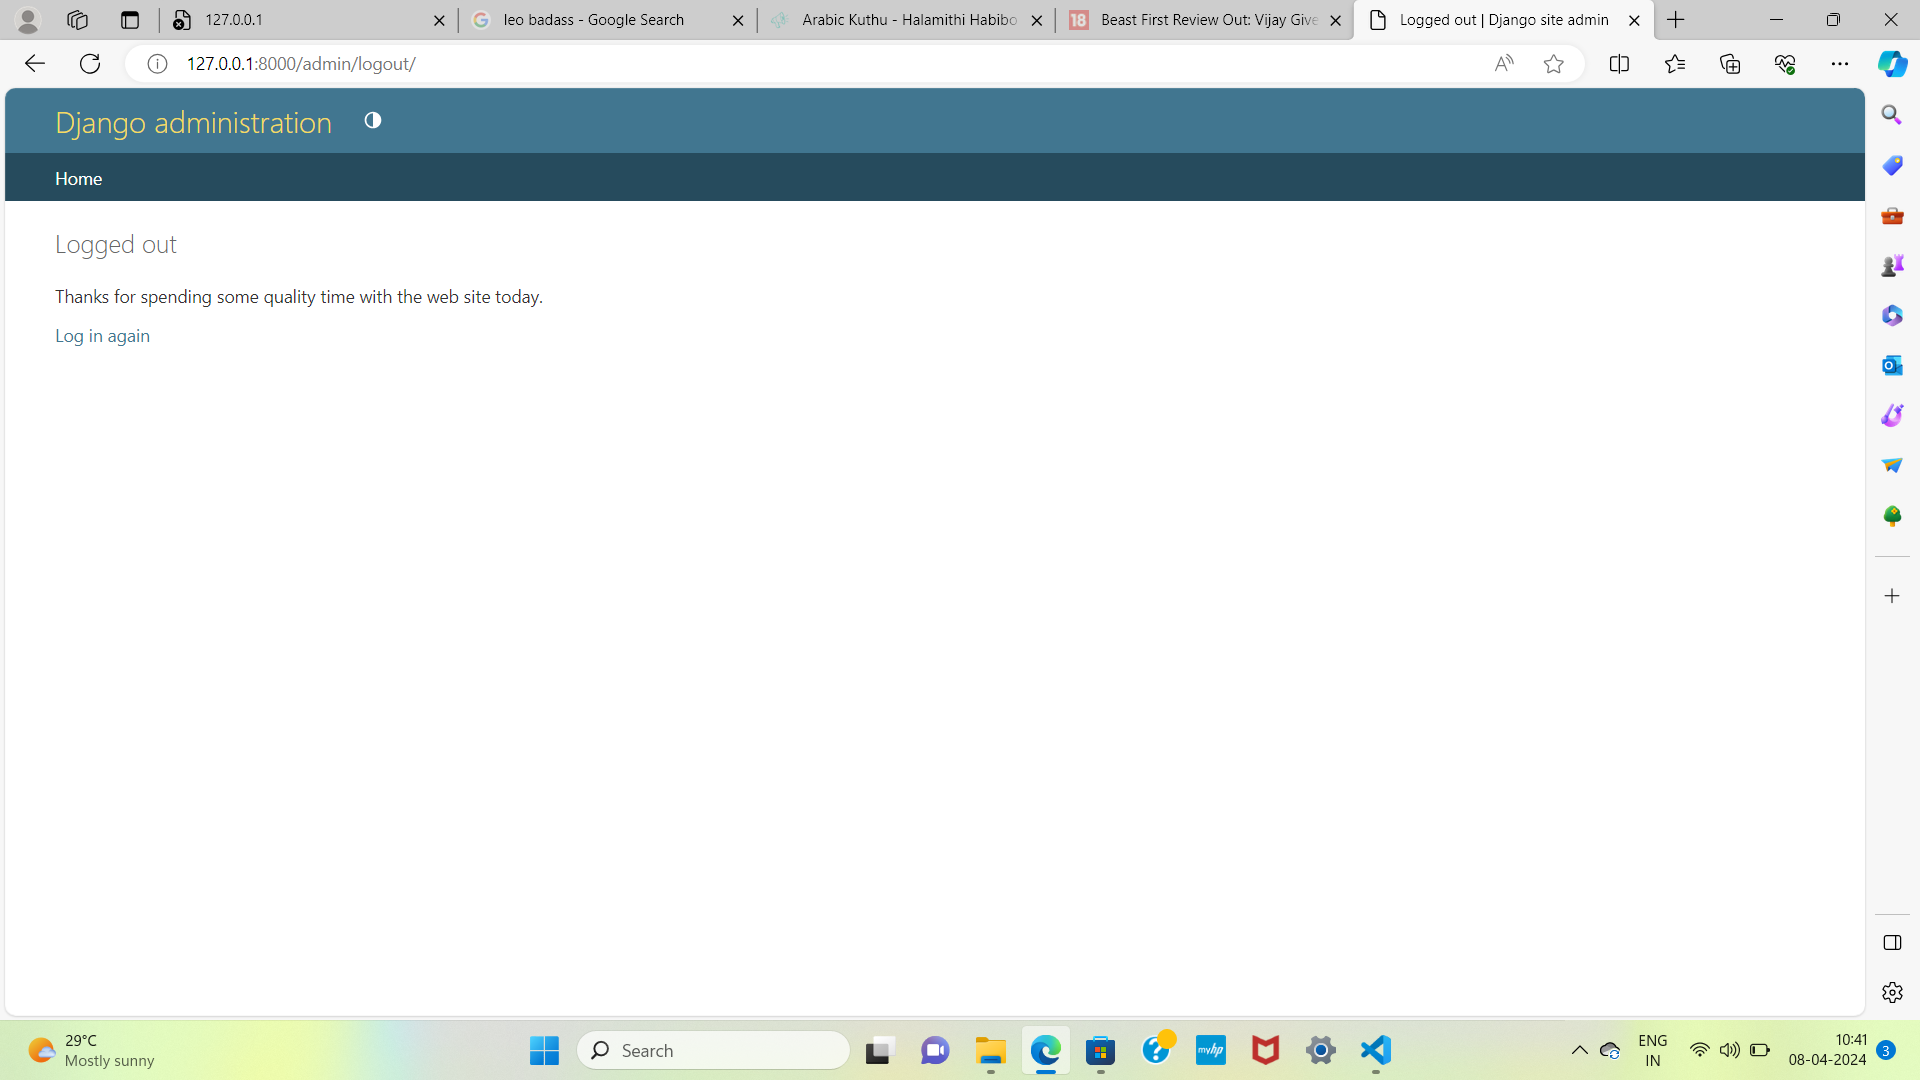 127.0.0.1
leo badass - Google Search
Arabic Kuthu - Halamithi Habibo
Beast First Review Out: Vijay Give
Logged out | Django site admin
127.0.0.1:8000/admin/logout/
Django administration
Home
Logged out
Thanks for spending some quality time with the web site today.
Log in again
29°C
Mostly sunny
Search
myhp
ENG
IN
10:41
08-04-2024
3
18